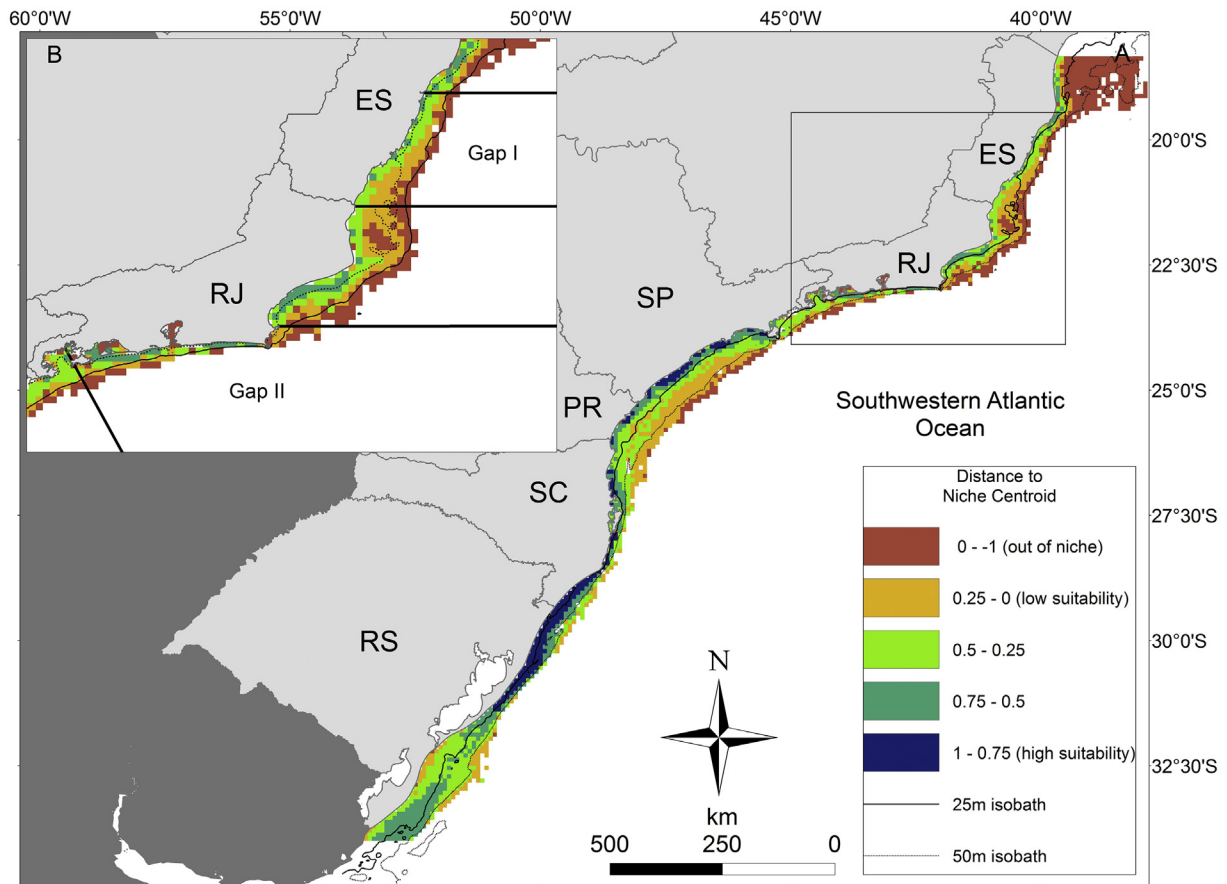 60°0'W 55°0'W 50°0'W 45°0'W 40°0'W
B
A
ES
Gap I
RJ
Gap II
ES
RJ
SP
PR
SC
RS
20°0'S
22°30'S
25°0'S
27°30'S
30°0'S
32°30'S
Southwestern Atlantic
Ocean
Distance to
Niche Centroid
0 - -1 (out of niche)
0.25 - 0 (low suitability)
0.5 - 0.25
0.75 - 0.5
1 - 0.75 (high suitability)
25m isobath
50m isobath
N
km
500 250 0